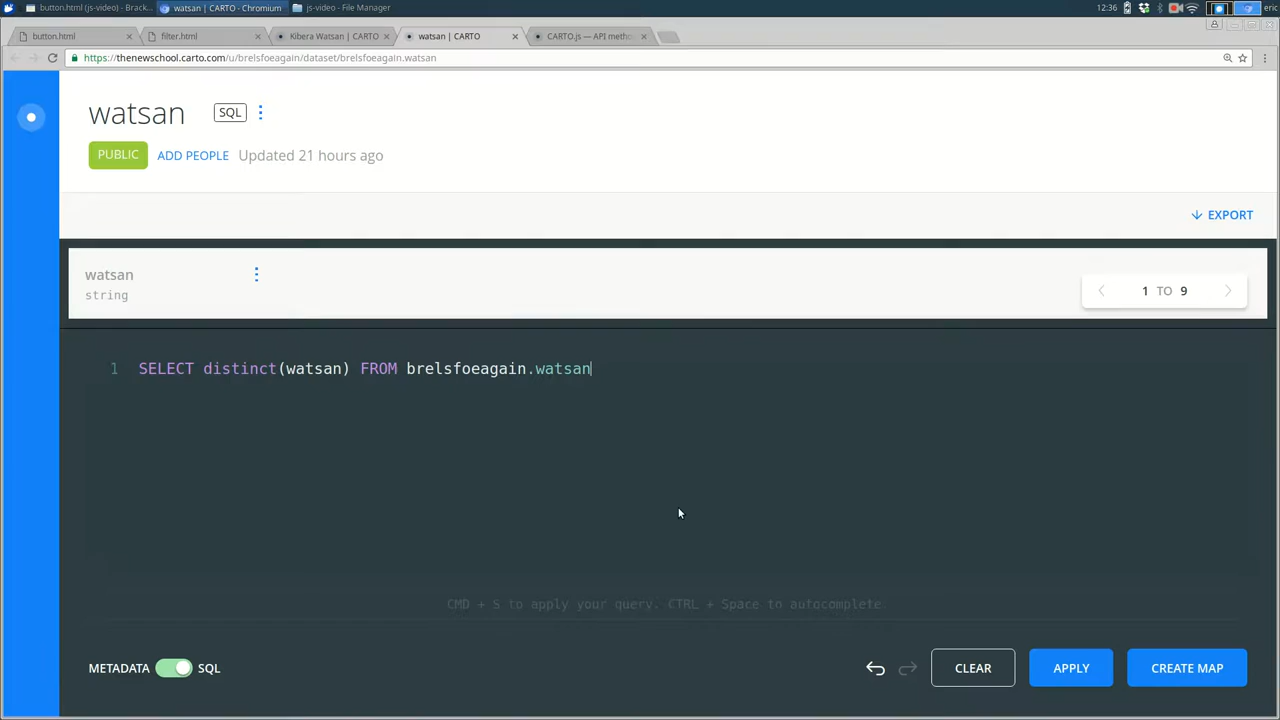 button.html (js-video) - Brack...
watsan | CARTO - Chromium
js-video - File Manager
12:36
eric
button.html
filter.html
Kibera Watsan | CARTO
watsan | CARTO
CARTO.js — API metho
https://thenewschool.carto.com/u/brelsfoeagain/dataset/brelsfoeagain.watsan
watsan
SQL
PUBLIC
ADD PEOPLE
Updated 21 hours ago
EXPORT
watsan
string
1 TO 9
1 SELECT distinct(watsan) FROM brelsfoeagain.watsan
CMD + S to apply your query. CTRL + Space to autocomplete.
METADATA
SQL
CLEAR
APPLY
CREATE MAP